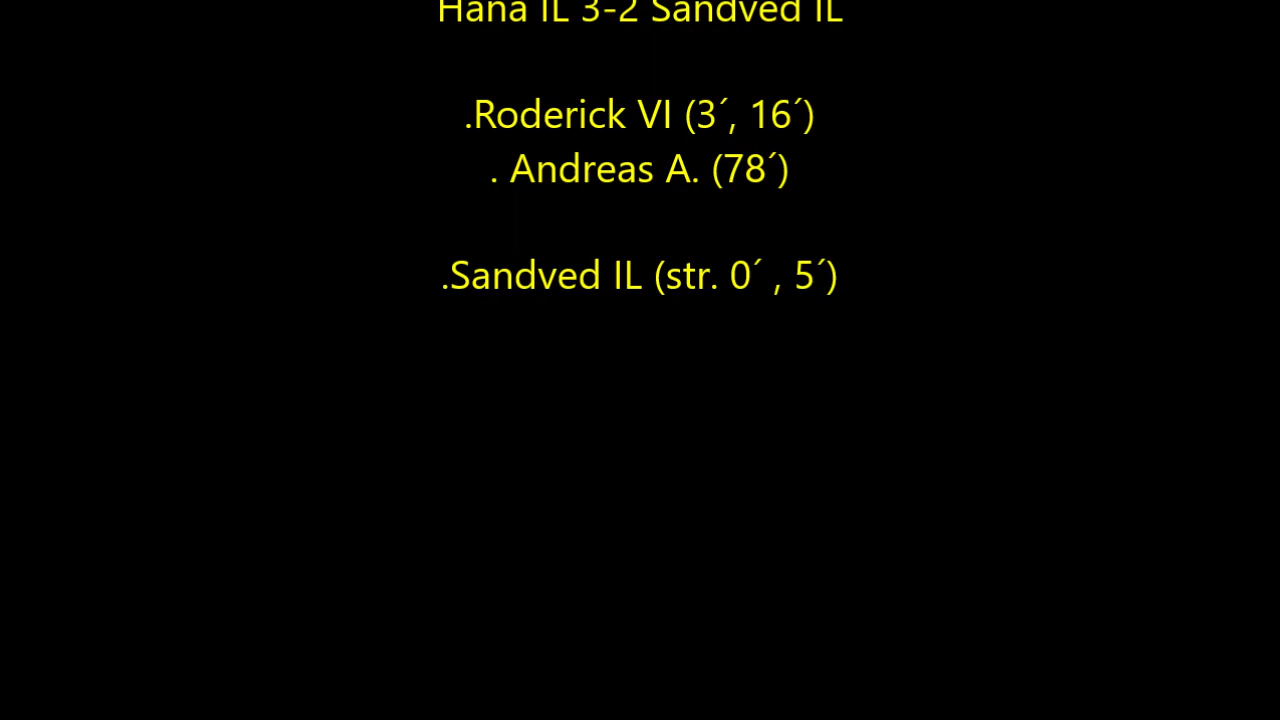 Hana IL 3-2 Sandved IL
.Roderick VI (3´, 16´)
. Andreas A. (78´)
.Sandved IL (str. 0´ , 5´)